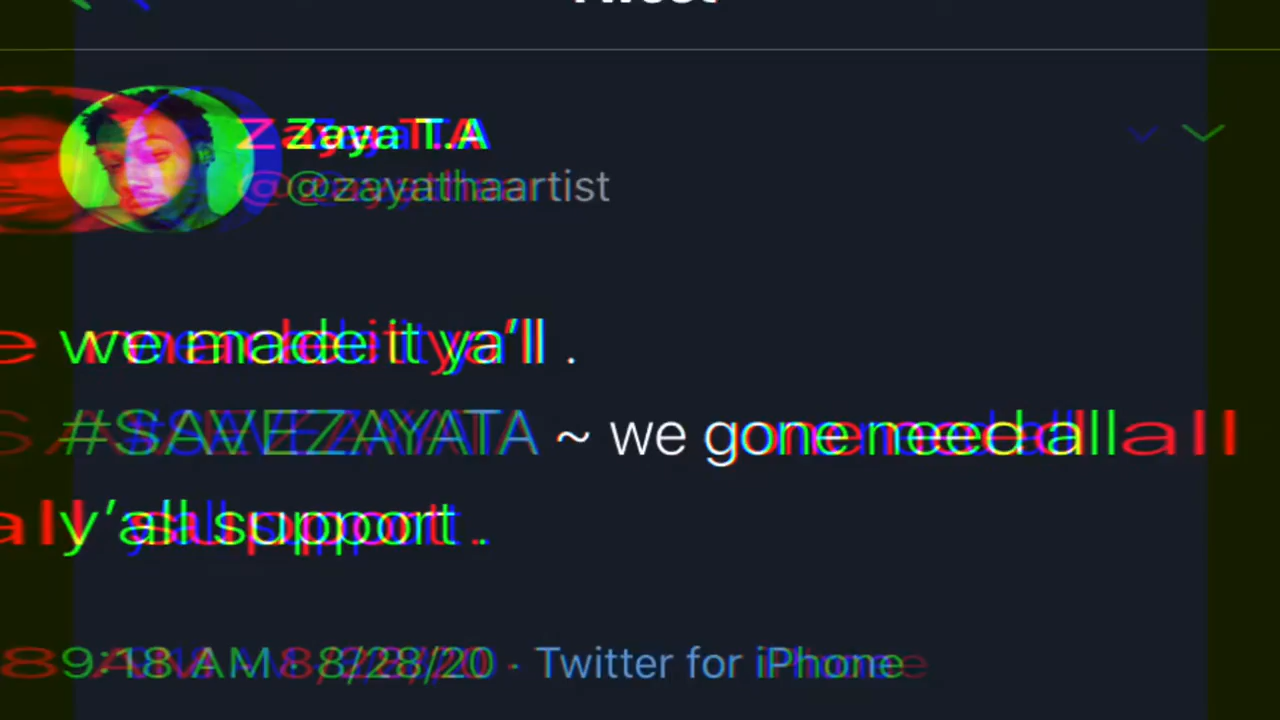 Tweet
Zaya T.A
@zayathaartist
we made it ya'll .
#SAVEZAYATA ~ we gone need all
y'all support .
9:18 AM · 8/28/20 · Twitter for iPhone